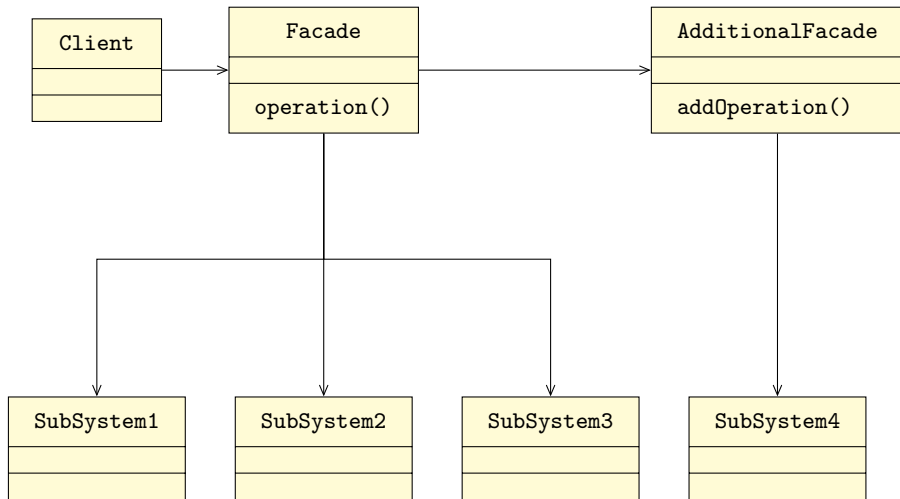 Client
Facade
AdditionalFacade
operation()
addOperation()
SubSystem1
SubSystem2
SubSystem3
SubSystem4